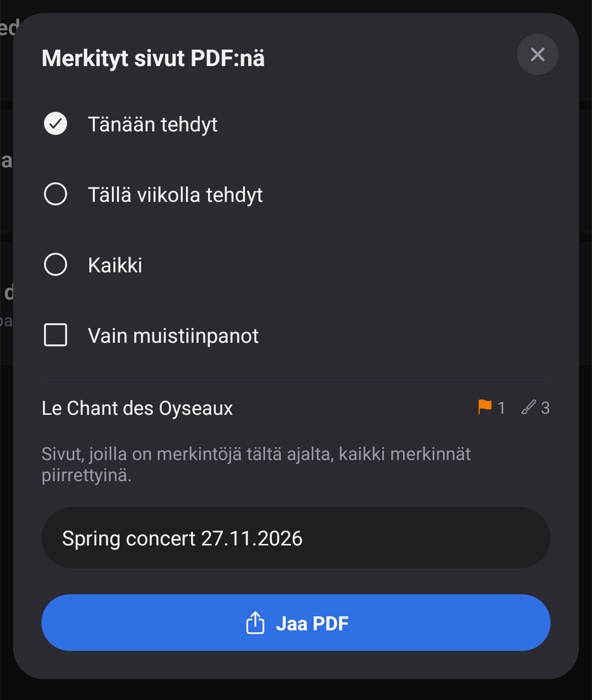 Merkityt sivut PDF:nä
Tänään tehdyt
Tällä viikolla tehdyt
Kaikki
Vain muistiinpanot
Le Chant des Oyseaux 1 3
Sivut, joilla on merkintöjä tältä ajalta, kaikki merkinnät
piirrettyinä.
Spring concert 27.11.2026
Jaa PDF